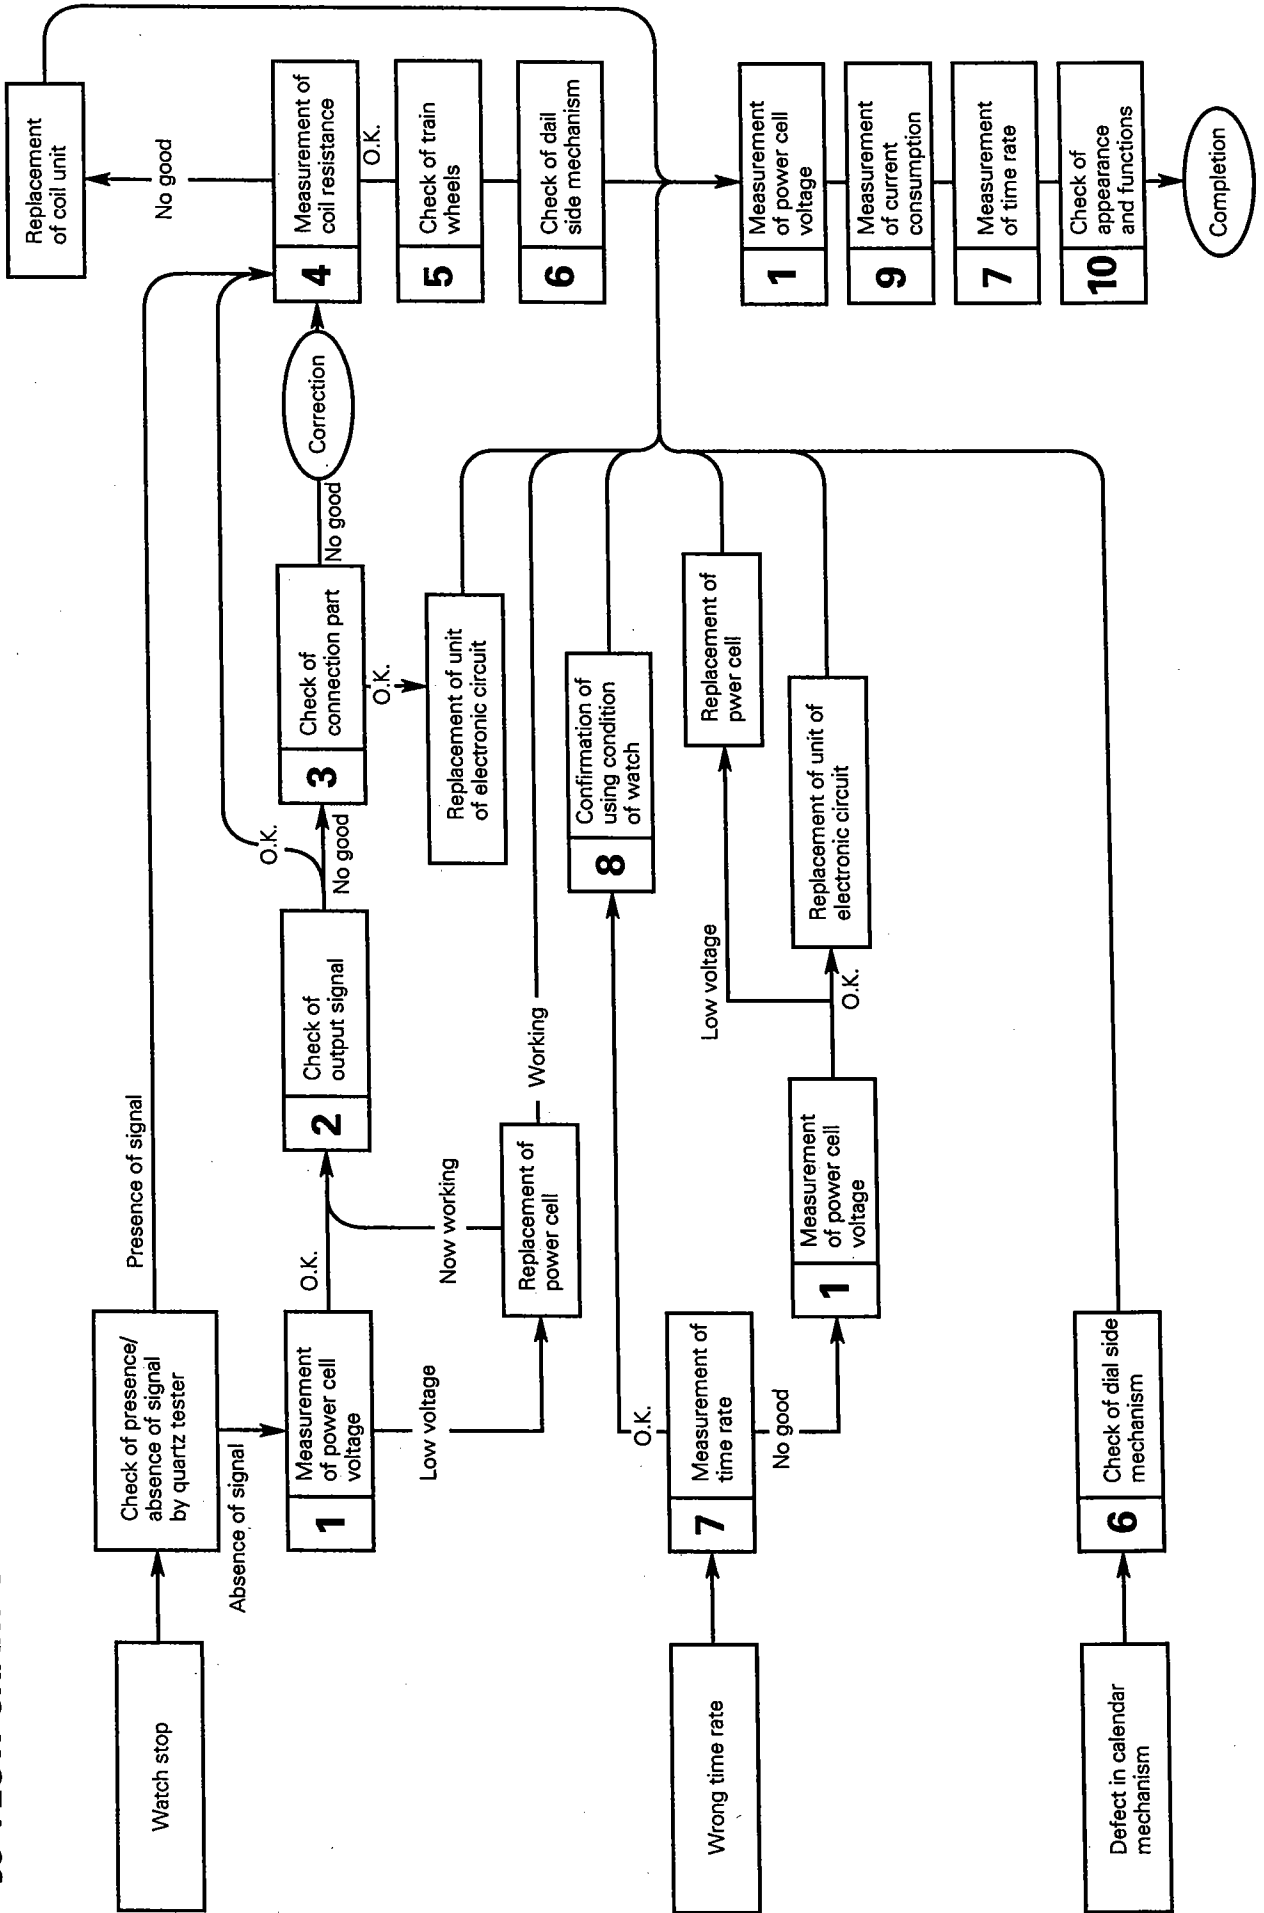 Watch stop
Check of presence/
absence of signal
by quartz tester
Presence of signal
Absence of signal
1
Measurement
of power cell
voltage
O.K.
Low voltage
Replacement of
power cell
Now working
Working
2
Check of
output signal
O.K.
No good
3
Check of
connection part
No good
O.K.
Correction
Replacement of unit
of electronic circuit
4
Measurement of
coil resistance
No good
Replacement
of coil unit
O.K.
5
Check of train
wheels
6
Check of dail
side mechanism
Wrong time rate
7
Measurement of
time rate
O.K.
No good
8
Confirmation of
using condition
of watch
1
Measurement
of power cell
voltage
Low voltage
O.K.
Replacement of
pwer cell
Replacement of unit of
electronic circuit
Defect in calendar
mechanism
6
Check of dial side
mechanism
1
Measurement
of power cell
voltage
9
Measurement
of current
consumption
7
Measurement
of time rate
10
Check of
appearance
and functions
Completion